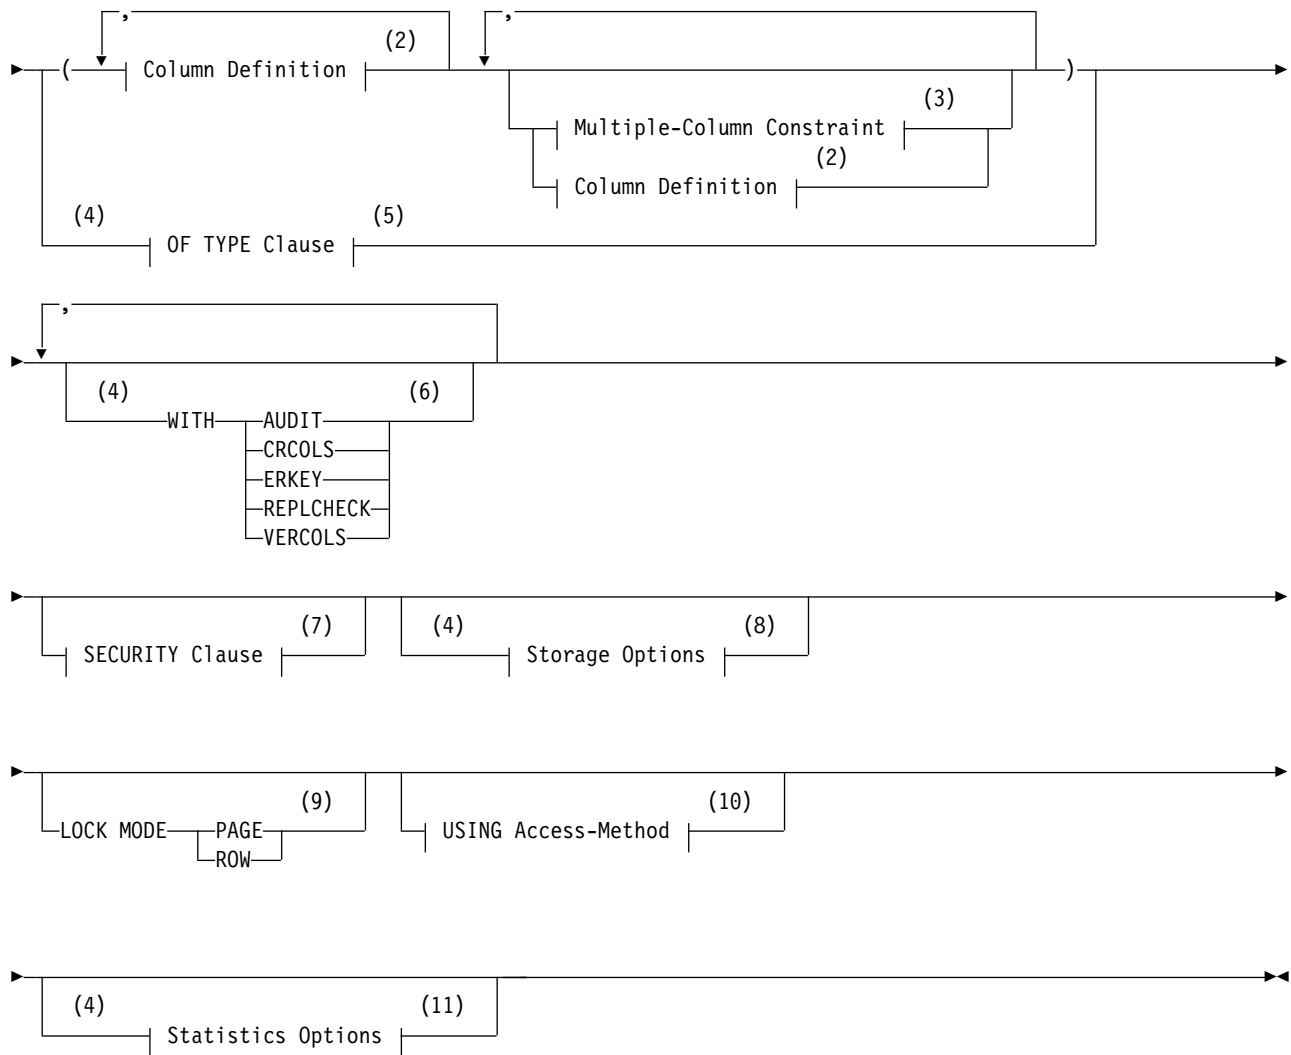 , ,
(2)
( Column Definition )
(3)
Multiple-Column Constraint
(2)
Column Definition
(4) (5)
OF TYPE Clause
,
(4) (6)
WITH AUDIT
CRCOLS
ERKEY
REPLCHECK
VERCOLS
(7) (4) (8)
SECURITY Clause Storage Options
(9) (10)
LOCK MODE PAGE USING Access-Method
ROW
(4) (11)
Statistics Options